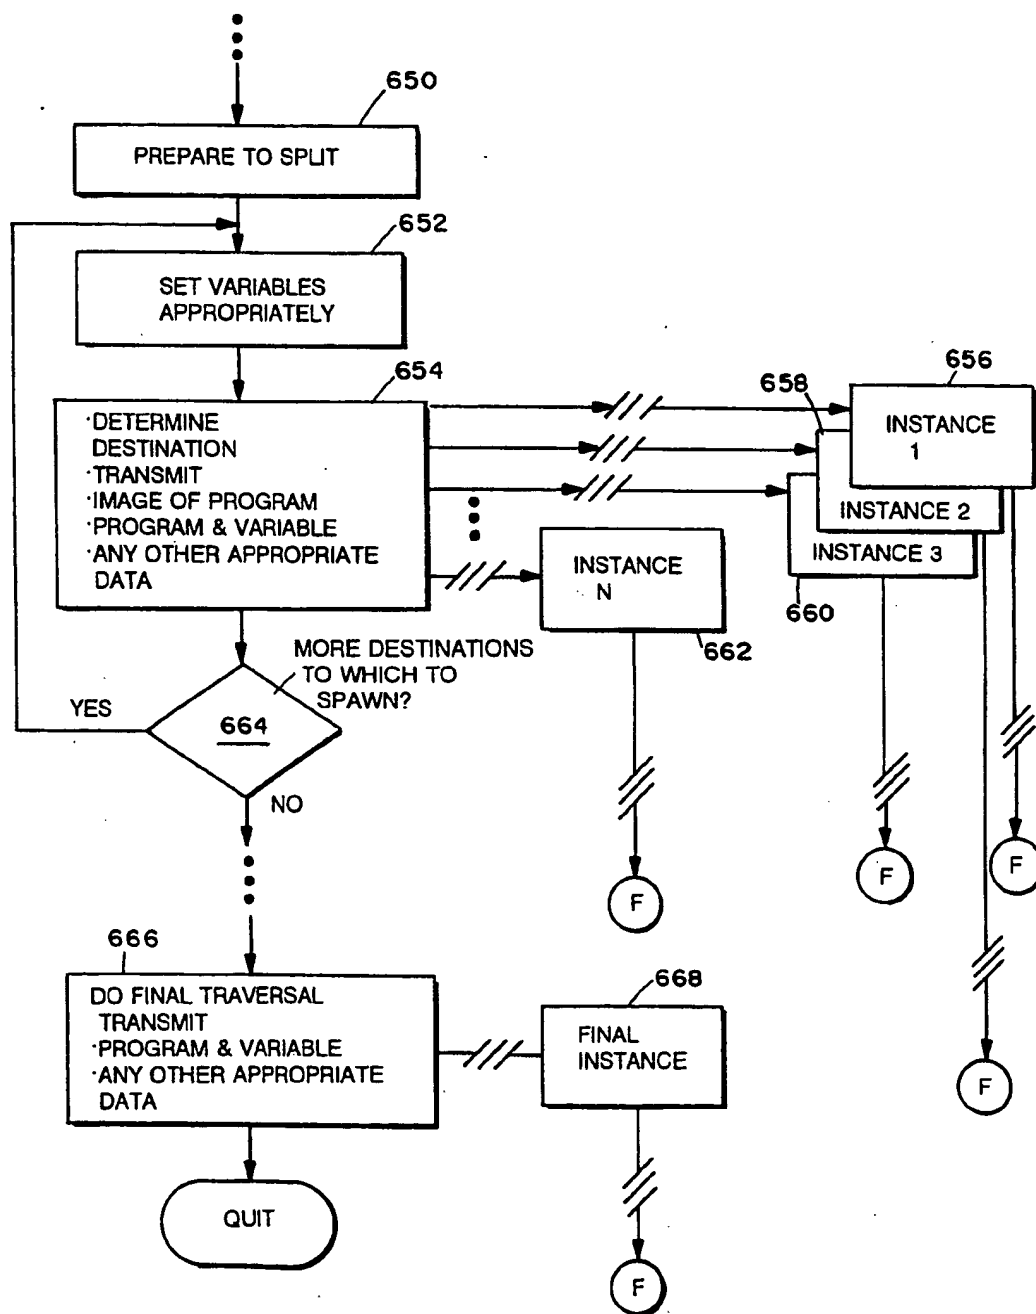 650
PREPARE TO SPLIT
652
SET VARIABLES
APPROPRIATELY
654
·DETERMINE
DESTINATION
·TRANSMIT
·IMAGE OF PROGRAM
·PROGRAM & VARIABLE
·ANY OTHER APPROPRIATE
DATA
656
INSTANCE
1
658
INSTANCE 2
INSTANCE 3
660
INSTANCE
N
662
MORE DESTINATIONS
TO WHICH TO
SPAWN?
YES
664
NO
F
F
F
F
666
DO FINAL TRAVERSAL
TRANSMIT
·PROGRAM & VARIABLE
·ANY OTHER APPROPRIATE
DATA
668
FINAL
INSTANCE
QUIT
F